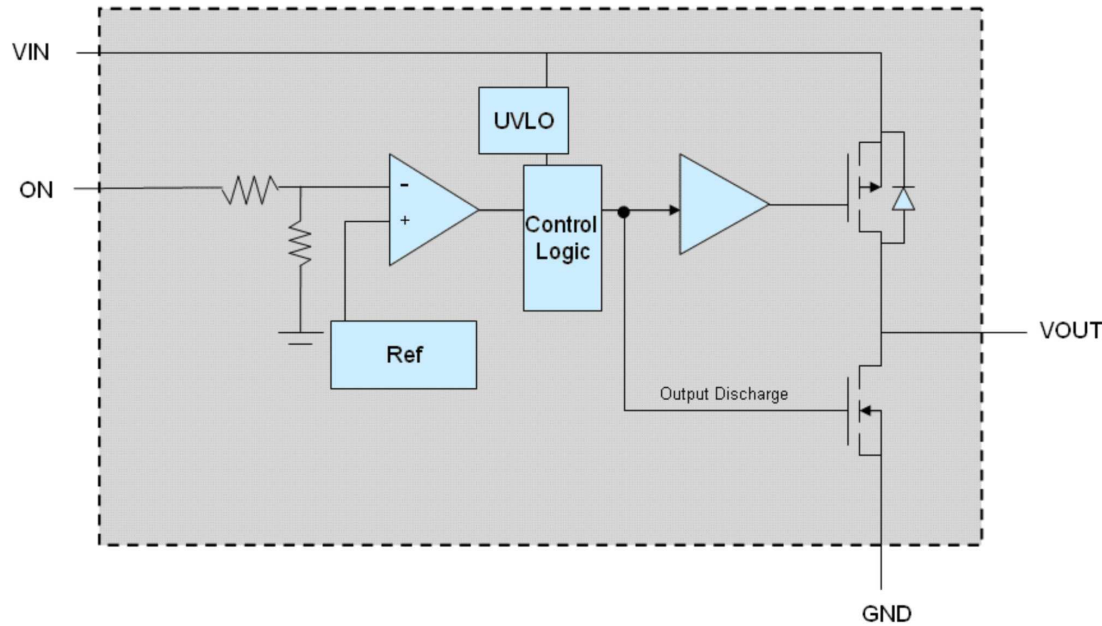 VIN
UVLO
ON
-
+
Control
Logic
Ref
VOUT
Output Discharge
GND